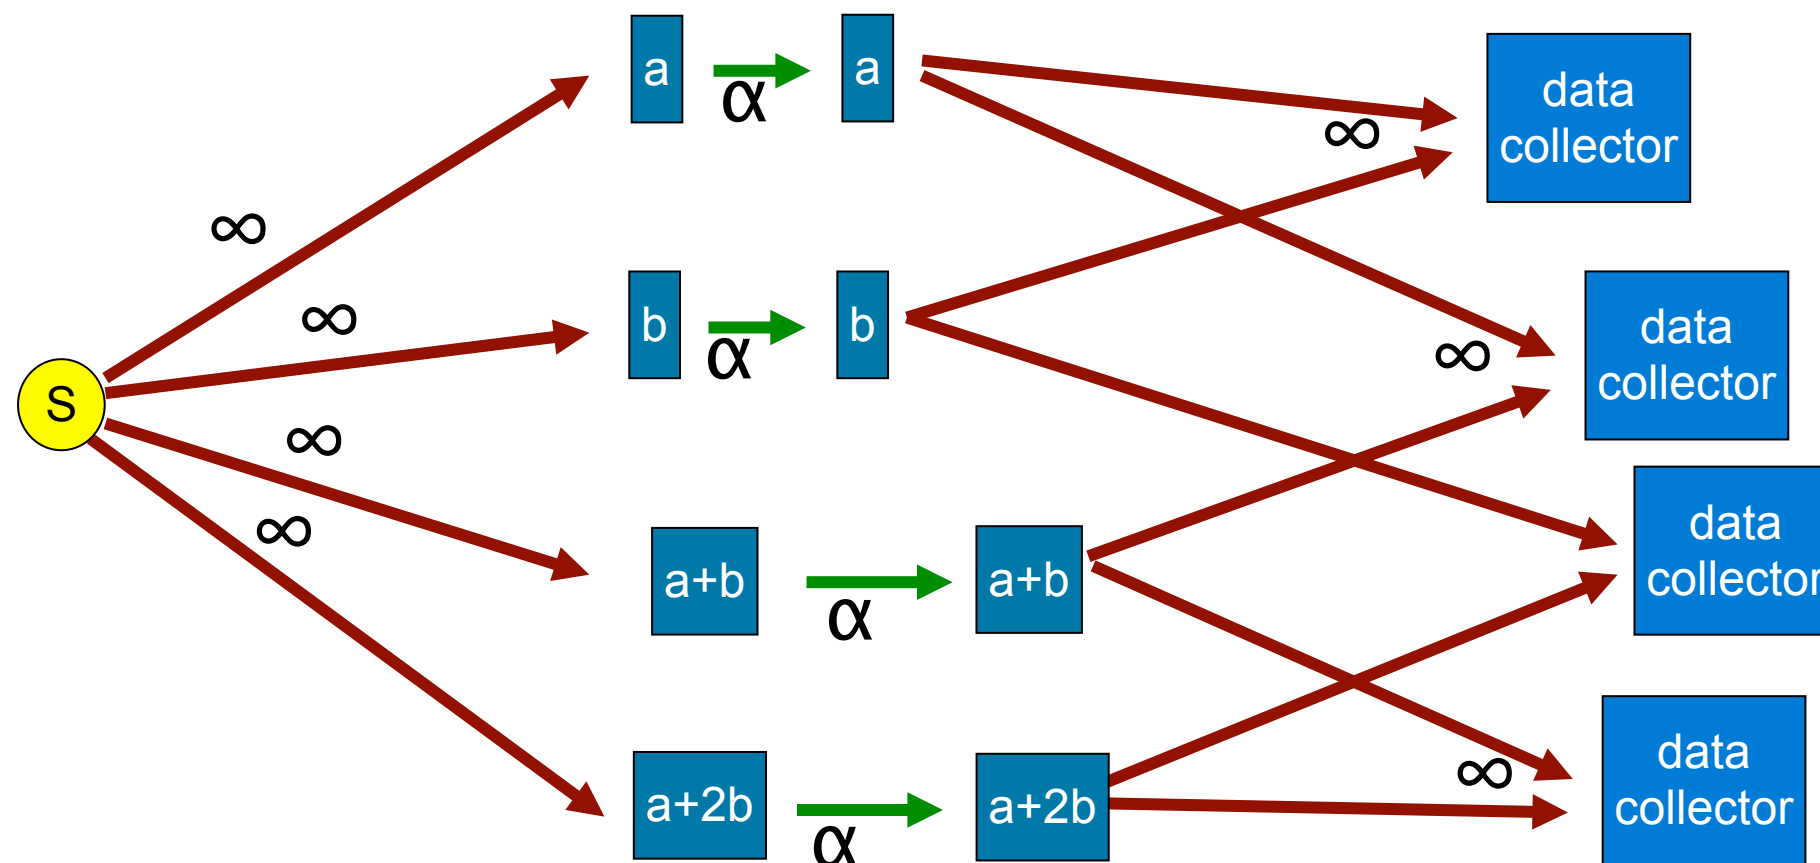 a
α
a
∞
data
collector
∞
b
α
b
∞
∞
data
collector
S
∞
a+b
α
a+b
data
collector
∞
a+2b
α
a+2b
∞
data
collector